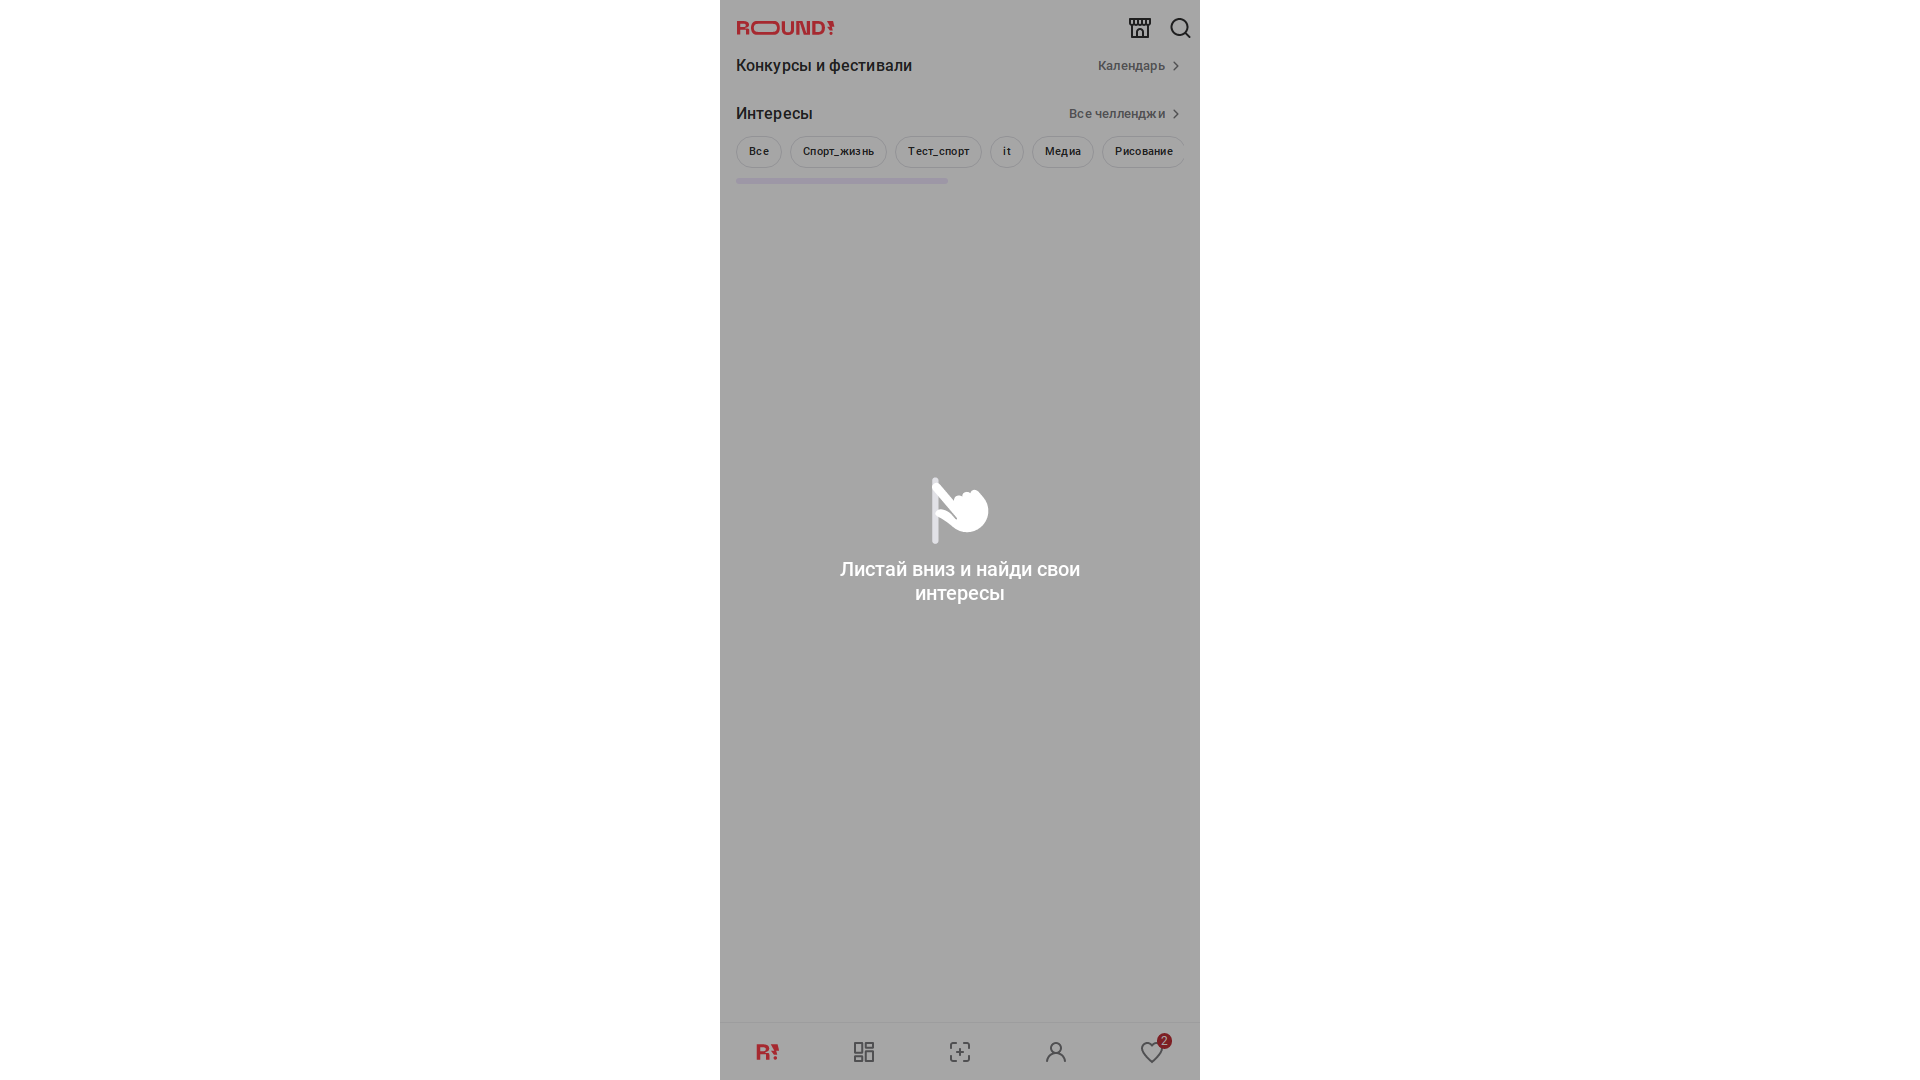 ROUND!
Конкурсы и фестивали
Календарь
Интересы
Все челленджи
Все
Спорт_жизнь
Тест_спорт
it
Медиа
Рисование
Листай вниз и найди свои
интересы
R!
2